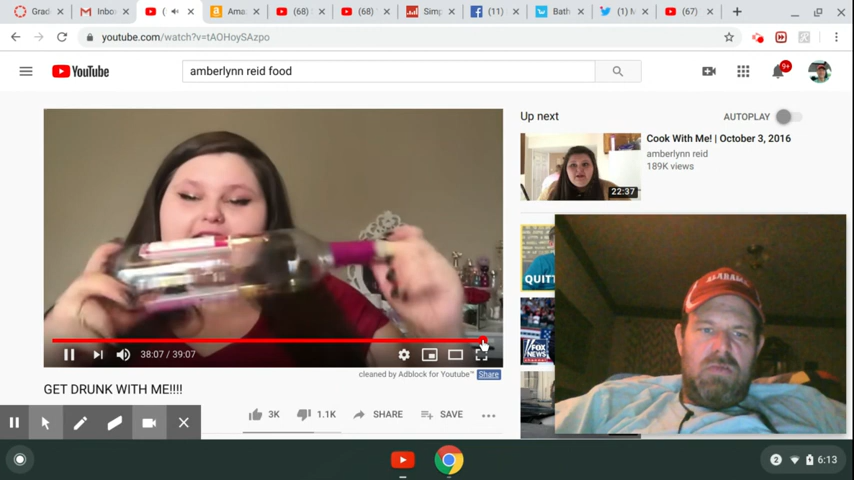 Grad
Inbo
(
Ama
(68)
(68)
Simp
(11)
Bath
(1) M
(67)
youtube.com/watch?v=tAOHoySAzpo
YouTube
amberlynn reid food
9+
Up next
AUTOPLAY
Cook With Me! | October 3, 2016
amberlynn reid
189K views
22:37
ALABAMA
QUITT
FOX
NEWS
38:07 / 39:07
cleaned by Adblock for Youtube™ Share
GET DRUNK WITH ME!!!!
3K
1.1K
SHARE
SAVE
2
6:13